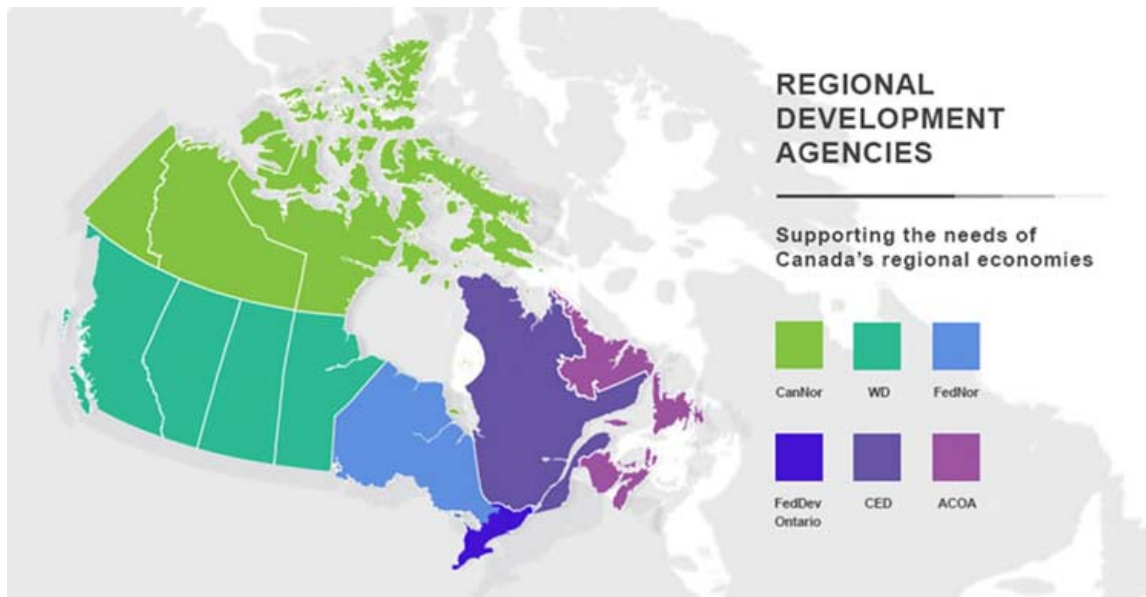 REGIONAL
DEVELOPMENT
AGENCIES
Supporting the needs of
Canada's regional economies
CanNor
WD
FedNor
FedDev
Ontario
CED
ACOA